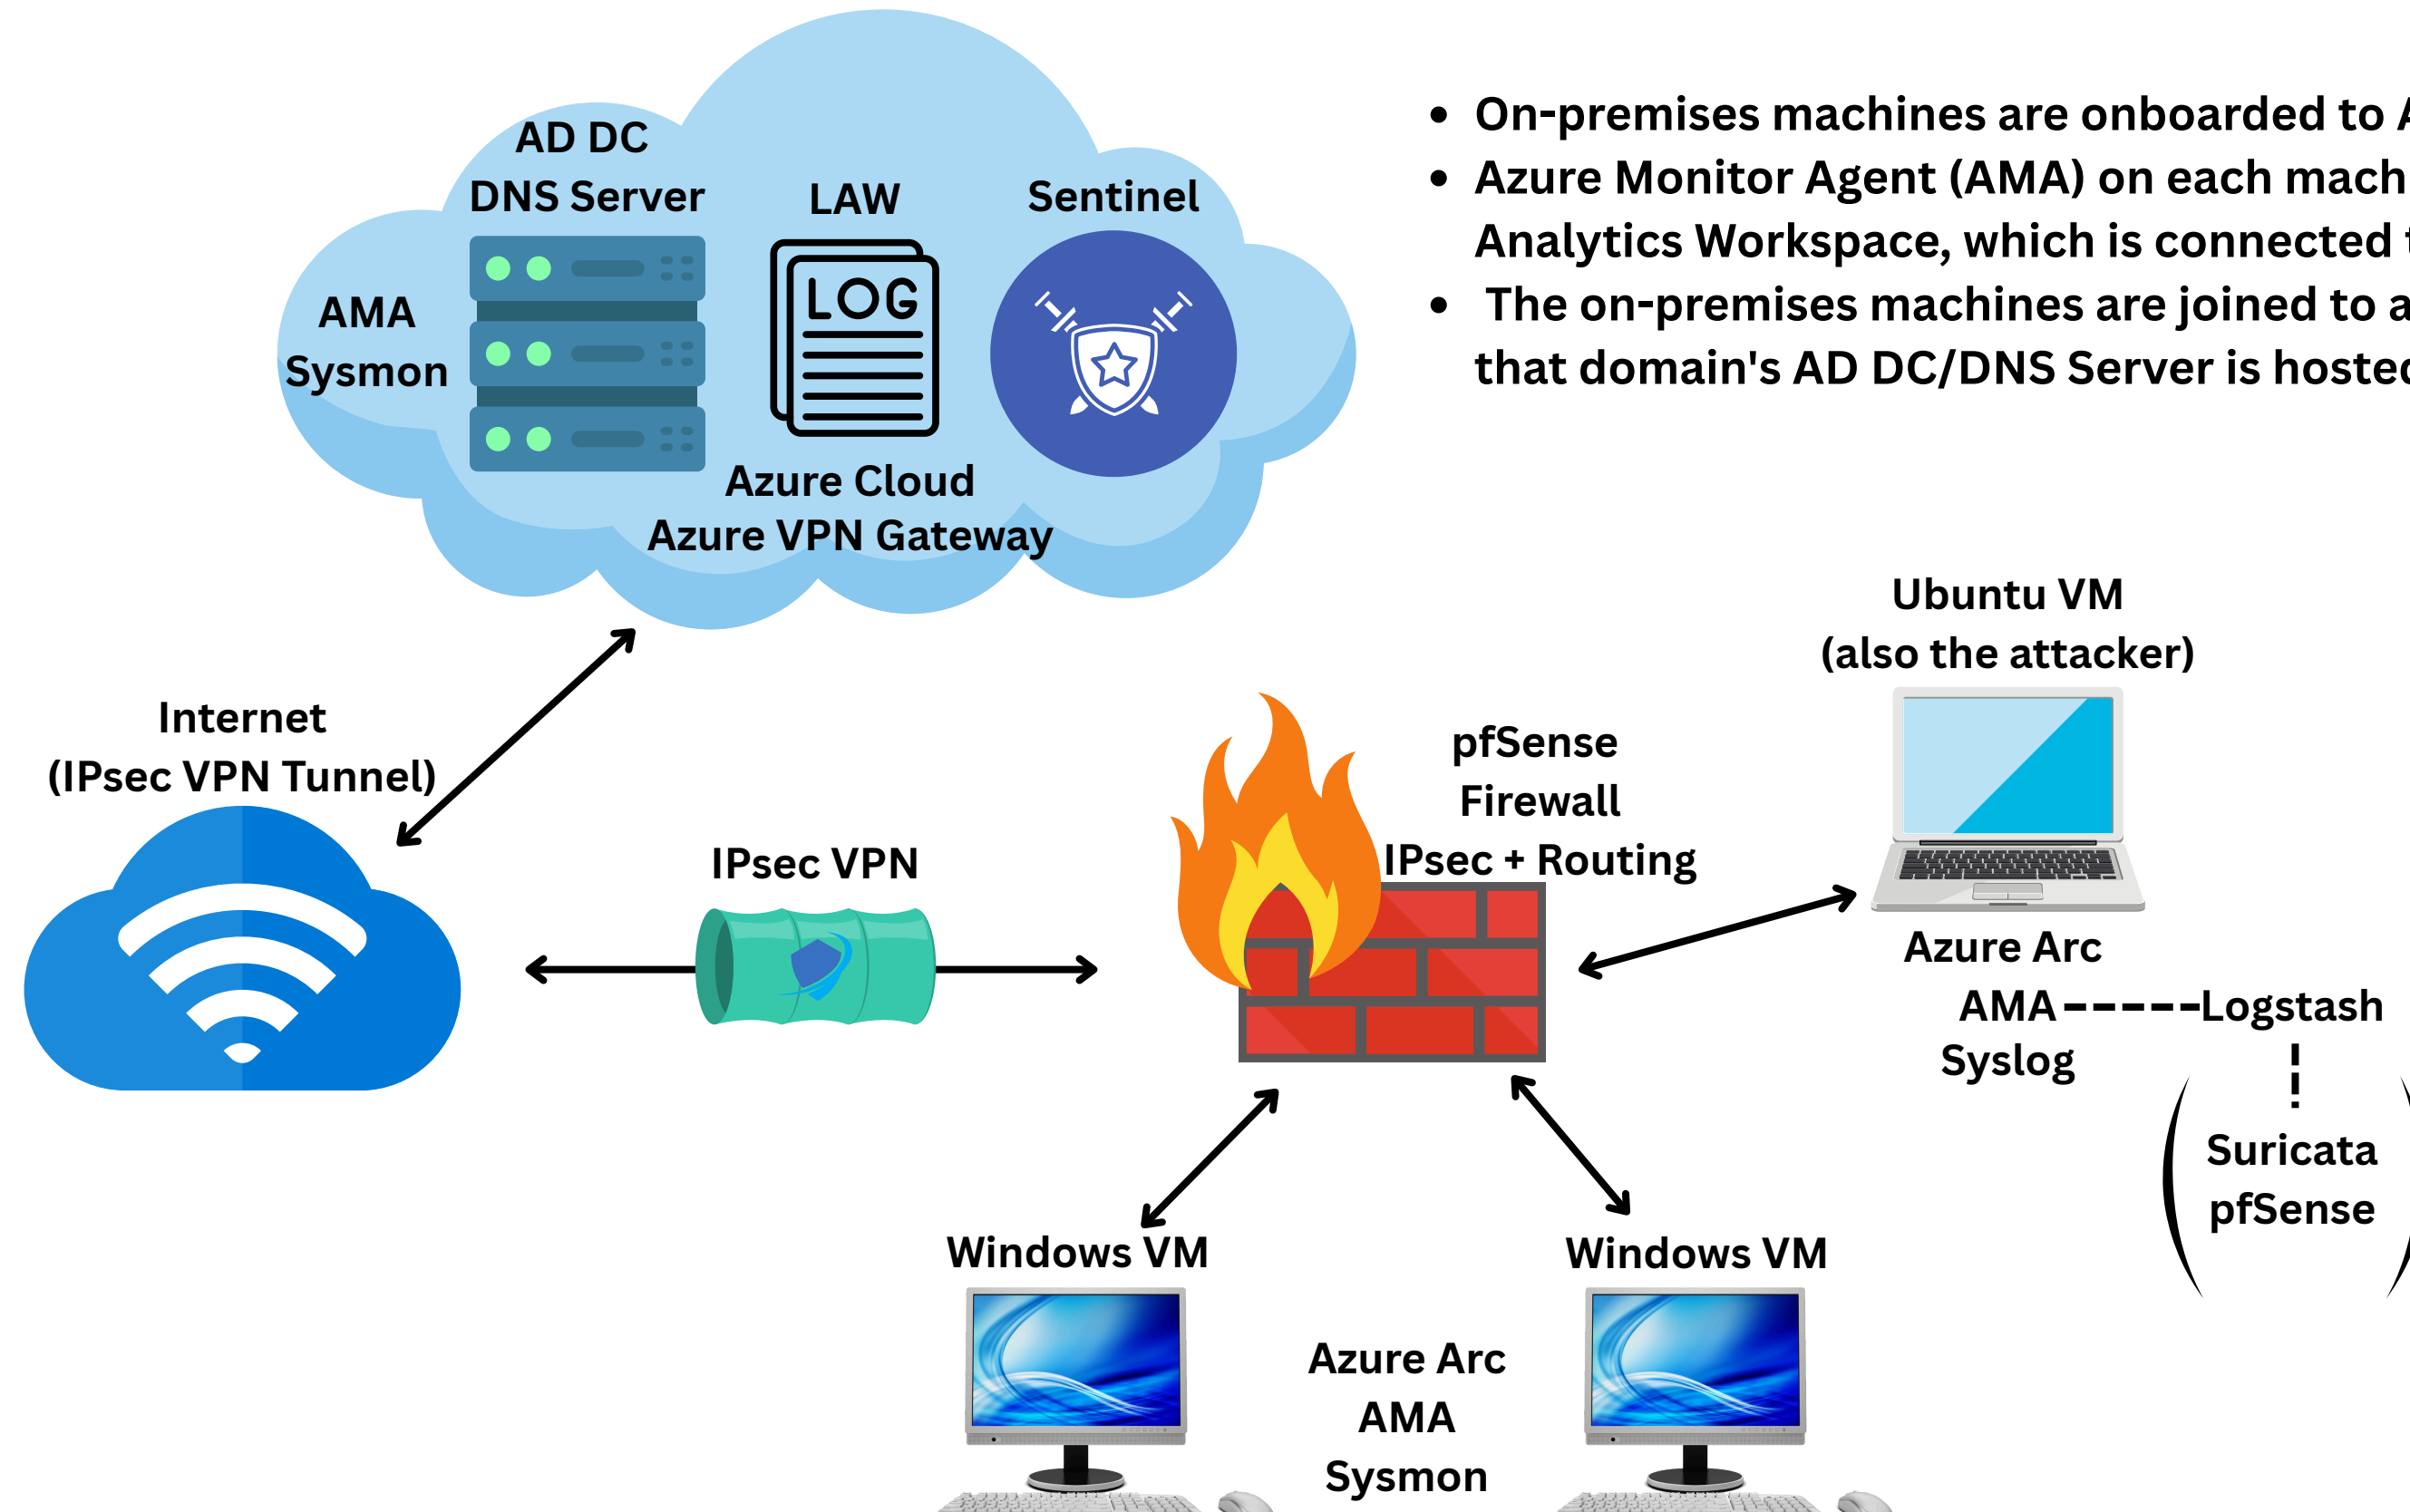 AD DC
DNS Server
LAW
Sentinel
AMA
Sysmon
LOG
Azure Cloud
Azure VPN Gateway
• On-premises machines are onboarded to
• Azure Monitor Agent (AMA) on each
Analytics Workspace, which is connected
• The on-premises machines are joined to
that domain's AD DC/DNS Server is
Internet
(IPsec VPN Tunnel)
IPsec VPN
pfSense
Firewall
IPsec + Routing
Ubuntu VM
(also the attacker)
Azure Arc
AMA-----Logstash
Syslog
(Suricata
pfSense)
Windows VM
Windows VM
Azure Arc
AMA
Sysmon